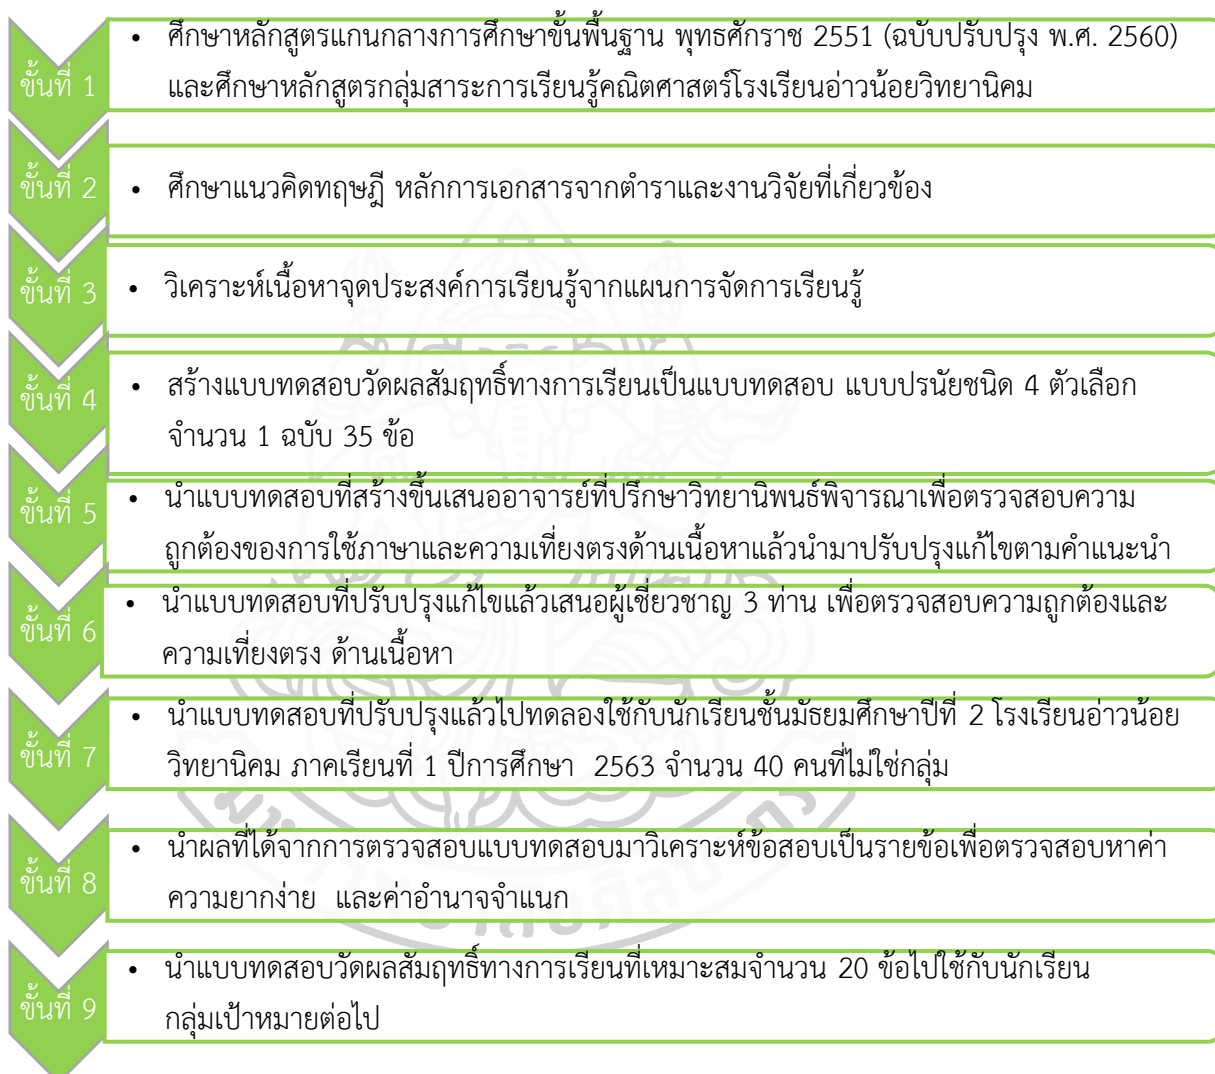 ขั้นที่ 1
• ศึกษาหลักสูตรแกนกลางการศึกษาขั้นพื้นฐาน พุทธศักราช 2551 (ฉบับปรับปรุง พ.ศ. 2560)
และศึกษาหลักสูตรกลุ่มสาระการเรียนรู้คณิตศาสตร์โรงเรียนอ่าวน้อยวิทยานิคม
ขั้นที่ 2
• ศึกษาแนวคิดทฤษฎี หลักการเอกสารจากตำราและงานวิจัยที่เกี่ยวข้อง
ขั้นที่ 3
• วิเคราะห์เนื้อหาจุดประสงค์การเรียนรู้จากแผนการจัดการเรียนรู้
ขั้นที่ 4
• สร้างแบบทดสอบวัดผลสัมฤทธิ์ทางการเรียนเป็นแบบทดสอบ แบบปรนัยชนิด 4 ตัวเลือก
จำนวน 1 ฉบับ 35 ข้อ
ขั้นที่ 5
• นำแบบทดสอบที่สร้างขึ้นเสนออาจารย์ที่ปรึกษาวิทยานิพนธ์พิจารณาเพื่อตรวจสอบความ
ถูกต้องของการใช้ภาษาและความเที่ยงตรงด้านเนื้อหาแล้วนำมาปรับปรุงแก้ไขตามคำแนะนำ
ขั้นที่ 6
• นำแบบทดสอบที่ปรับปรุงแก้ไขแล้วเสนอผู้เชี่ยวชาญ 3 ท่าน เพื่อตรวจสอบความถูกต้องและ
ความเที่ยงตรง ด้านเนื้อหา
ขั้นที่ 7
• นำแบบทดสอบที่ปรับปรุงแล้วไปทดลองใช้กับนักเรียนชั้นมัธยมศึกษาปีที่ 2 โรงเรียนอ่าวน้อย
วิทยานิคม ภาคเรียนที่ 1 ปีการศึกษา 2563 จำนวน 40 คนที่ไม่ใช่กลุ่ม
ขั้นที่ 8
• นำผลที่ได้จากการตรวจสอบแบบทดสอบมาวิเคราะห์ข้อสอบเป็นรายข้อเพื่อตรวจสอบหาค่า
ความยากง่าย และค่าอำนาจจำแนก
ขั้นที่ 9
• นำแบบทดสอบวัดผลสัมฤทธิ์ทางการเรียนที่เหมาะสมจำนวน 20 ข้อไปใช้กับนักเรียน
กลุ่มเป้าหมายต่อไป